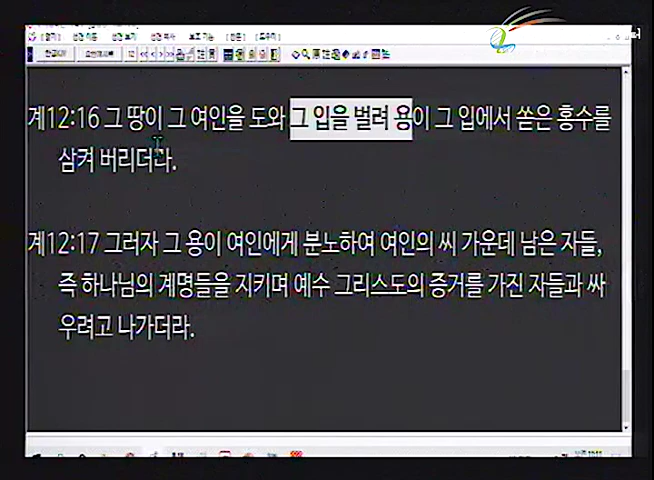 한글KJV
계12:16 그 땅이 그 여인을 도와 그 입을 벌려 용이 그 입에서 쏟은 홍수를
삼켜 버리더라.
계12:17 그러자 그 용이 여인에게 분노하여 여인의 씨 가운데 남은 자들,
즉 하나님의 계명들을 지키며 예수 그리스도의 증거를 가진 자들과 싸
우려고 나가더라.